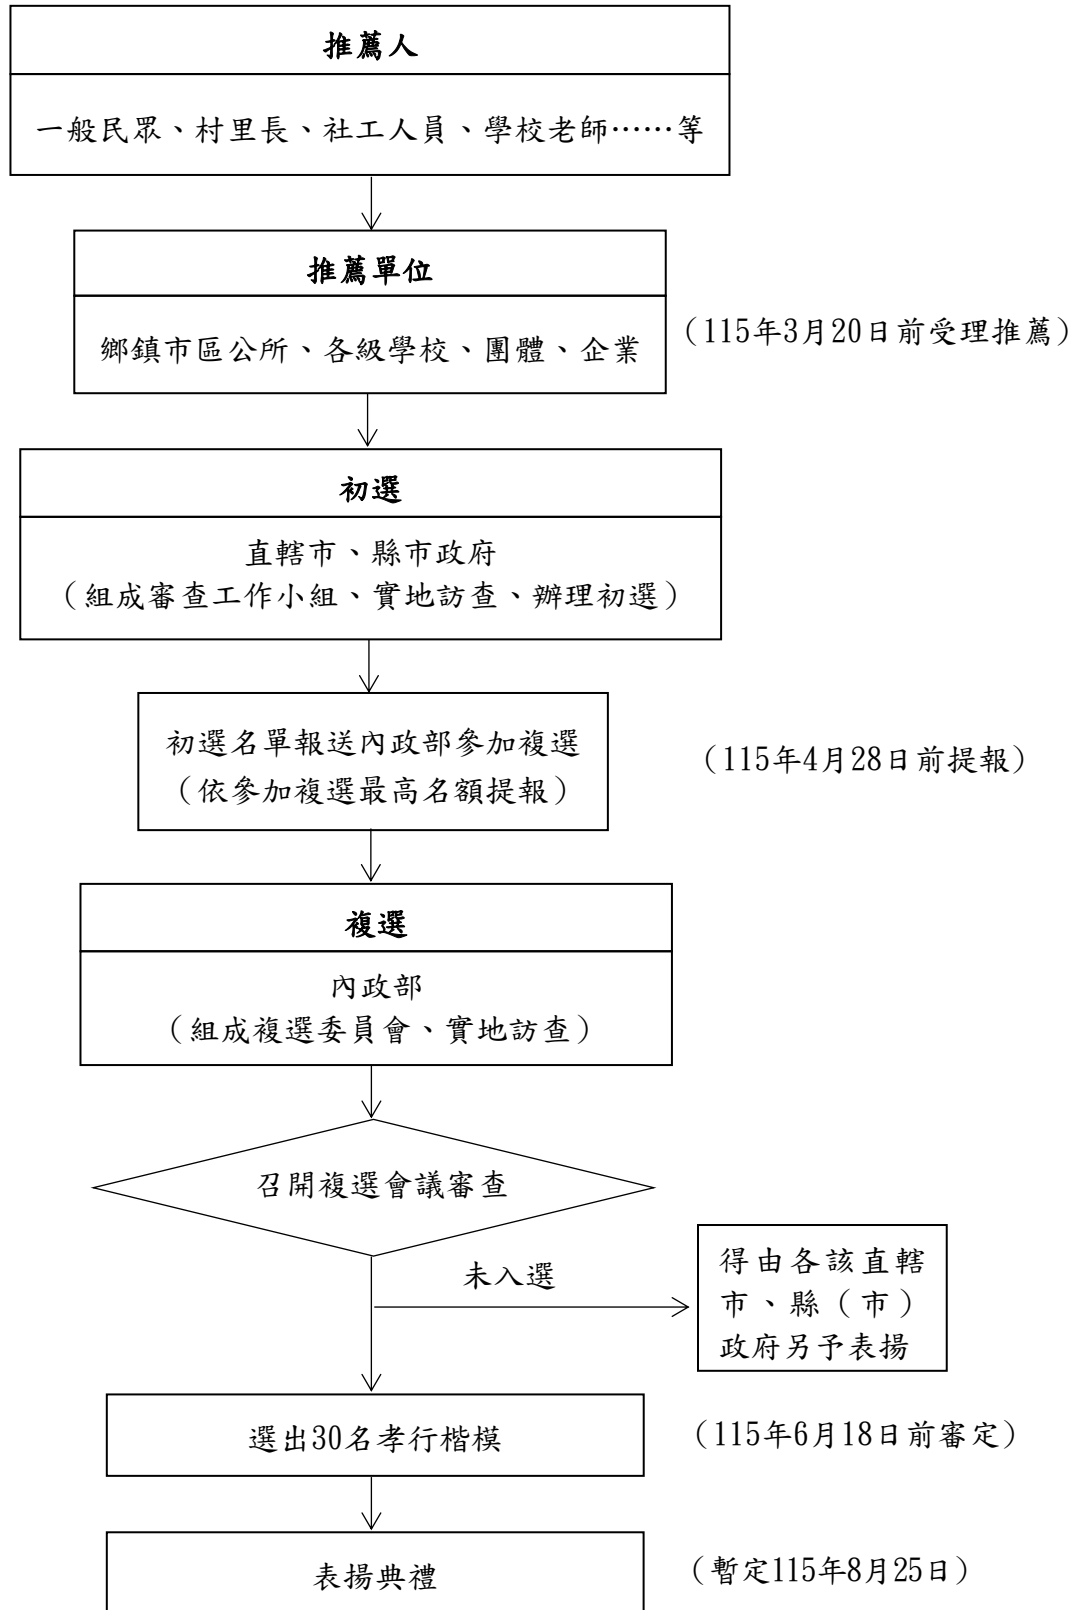 推薦人
一般民眾、村里長、社工人員、學校老師……等
推薦單位
鄉鎮市區公所、各級學校、團體、企業
（115年3月20日前受理推薦）
初選
直轄市、縣市政府
（組成審查工作小組、實地訪查、辦理初選）
初選名單報送內政部參加複選
（依參加複選最高名額提報）
（115年4月28日前提報）
複選
內政部
（組成複選委員會、實地訪查）
召開複選會議審查
未入選
得由各該直轄
市、縣（市）
政府另予表揚
選出30名孝行楷模
（115年6月18日前審定）
表揚典禮
（暫定115年8月25日）